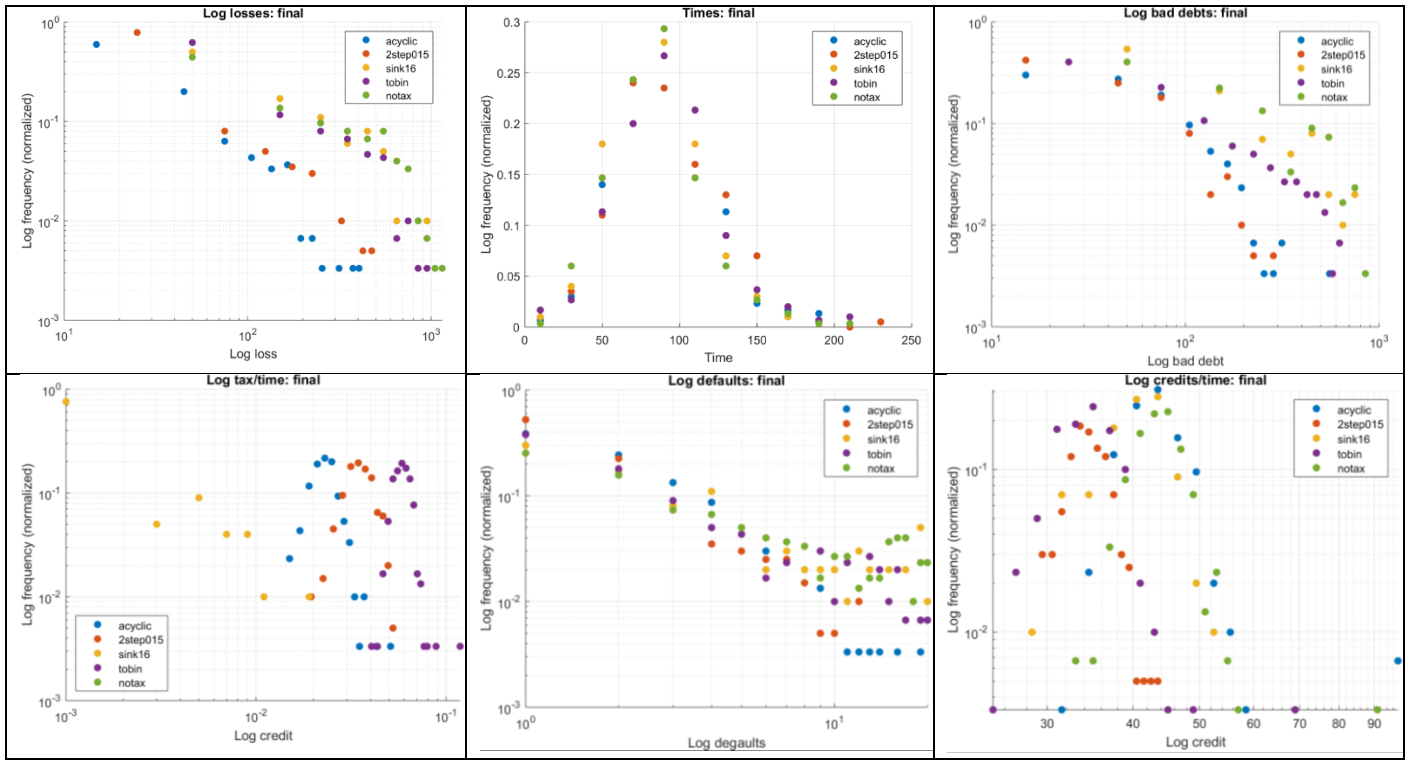 Log losses: final
10^0
10^-1
10^-2
10^-3
Log frequency (normalized)
10^1
10^2
10^3
Log loss
acyclic
2step015
sink16
tobin
notax
Times: final
0.3
0.25
0.2
0.15
0.1
0.05
0
Log frequency (normalized)
0 50 100 150 200 250
Time
acyclic
2step015
sink16
tobin
notax
Log bad debts: final
10^0
10^-1
10^-2
10^-3
Log frequency (normalized)
10^1
10^2
10^3
Log bad debt
acyclic
2step015
sink16
tobin
notax
Log tax/time: final
10^0
10^-1
10^-2
10^-3
Log frequency (normalized)
10^-3
10^-2
10^-1
Log credit
acyclic
2step015
sink16
tobin
notax
Log defaults: final
10^0
10^-1
10^-2
10^-3
Log frequency (normalized)
10^0
10^1
Log degaults
acyclic
2step015
sink16
tobin
notax
Log credits/time: final
10^-1
10^-2
Log frequency (normalized)
30 40 50 60 70 80 90
Log credit
acyclic
2step015
sink16
tobin
notax